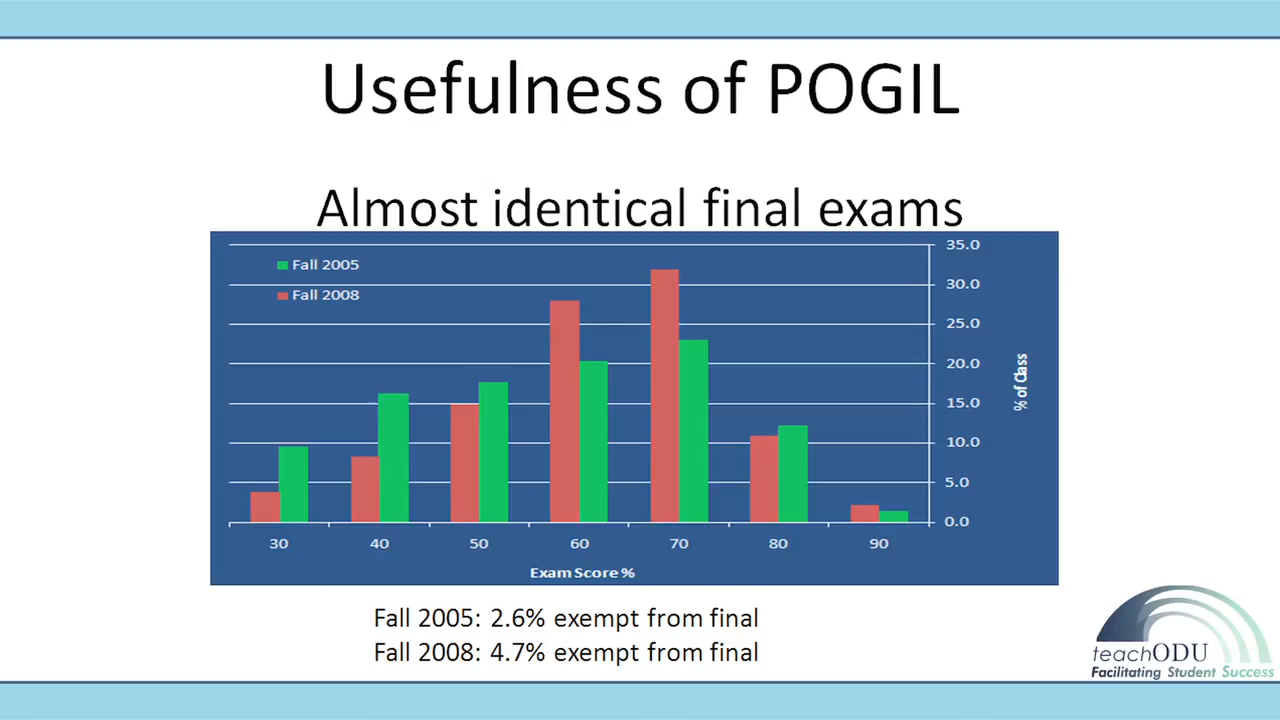 Usefulness of POGIL
Almost identical final exams
Fall 2005
Fall 2008
35.0
30.0
25.0
20.0
15.0
10.0
5.0
0.0
% of Class
30 40 50 60 70 80 90
Exam Score %
Fall 2005: 2.6% exempt from final
Fall 2008: 4.7% exempt from final
teachODU
Facilitating Student Success